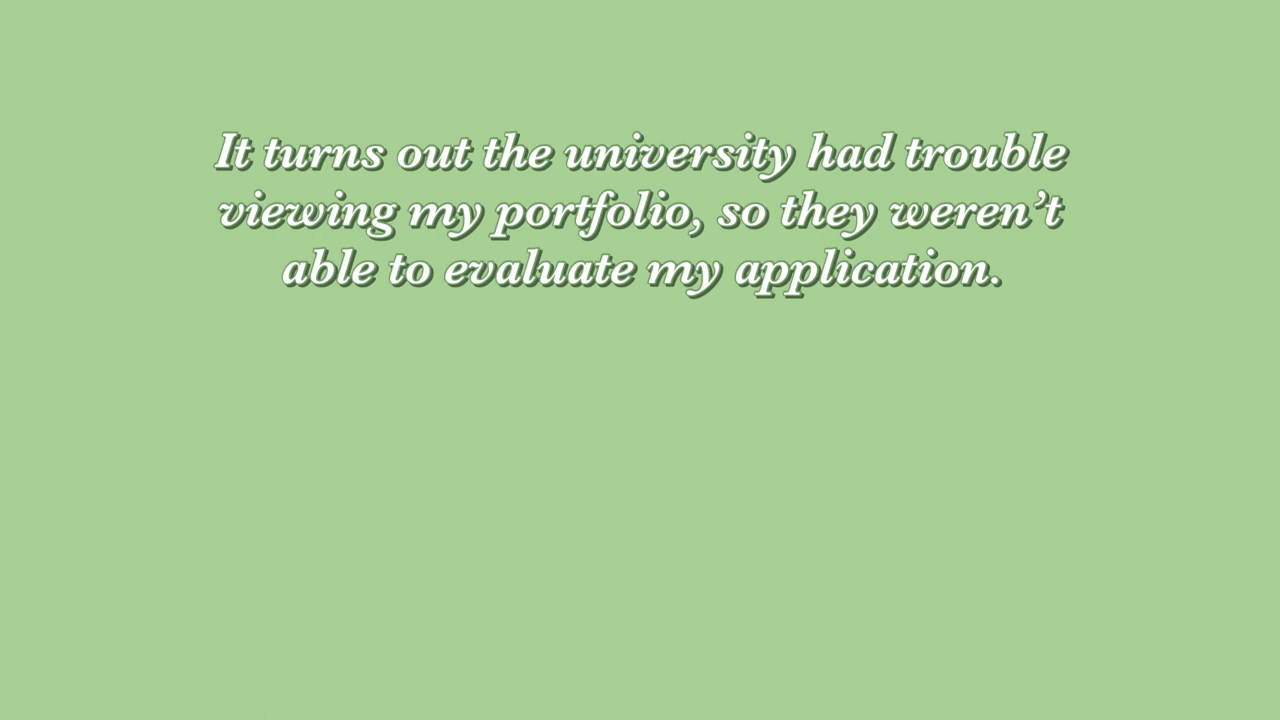 It turns out the university had trouble
viewing my portfolio, so they weren’t
able to evaluate my application.